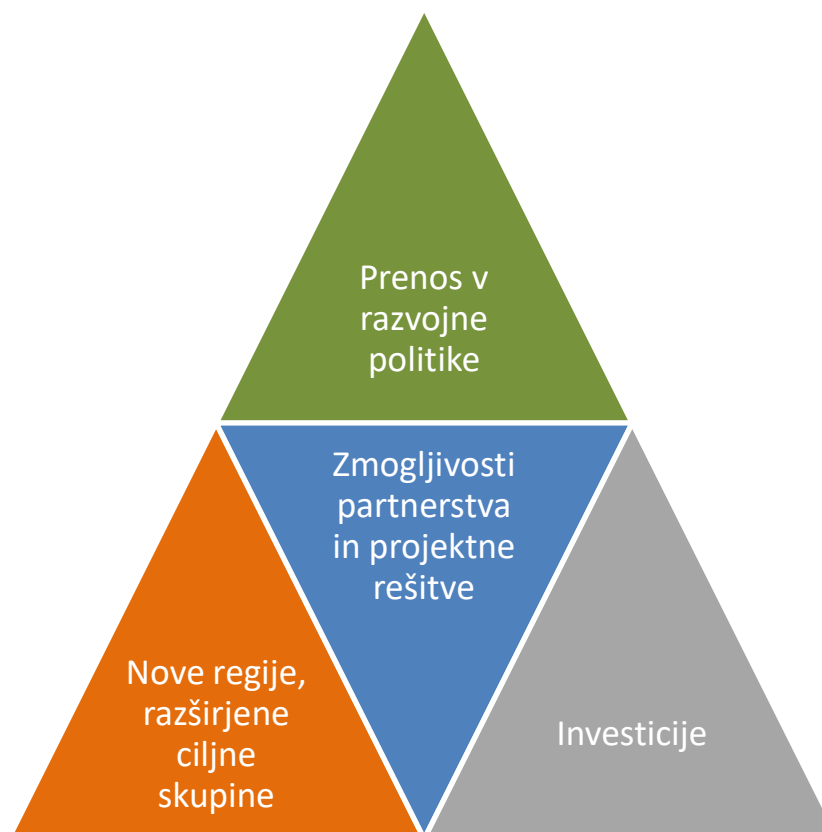 Prenos v
razvojne
politike
Zmogljivosti
partnerstva
in projektne
rešitve
Nove regije,
razširjene
ciljne
skupine
Investicije